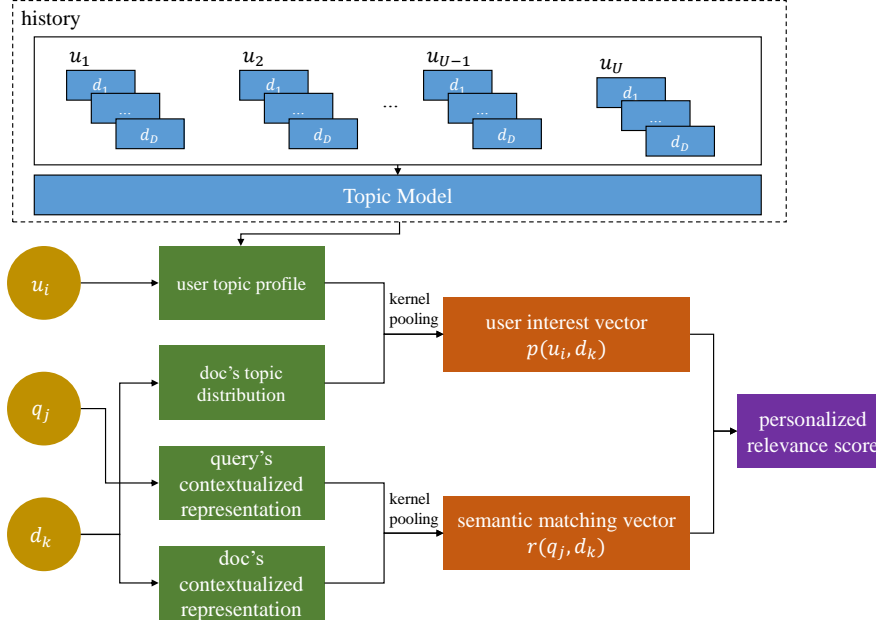 history
u_1
u_2
u_{U-1}
u_U
d_1
...
d_D
d_1
...
d_D
...
d_1
...
d_D
d_1
...
d_D
Topic Model
u_i
user topic profile
kernel
pooling
user interest vector
p(u_i, d_k)
doc's topic
distribution
q_j
personalized
relevance score
query's
contextualized
representation
kernel
pooling
semantic matching vector
r(q_j, d_k)
d_k
doc's
contextualized
representation